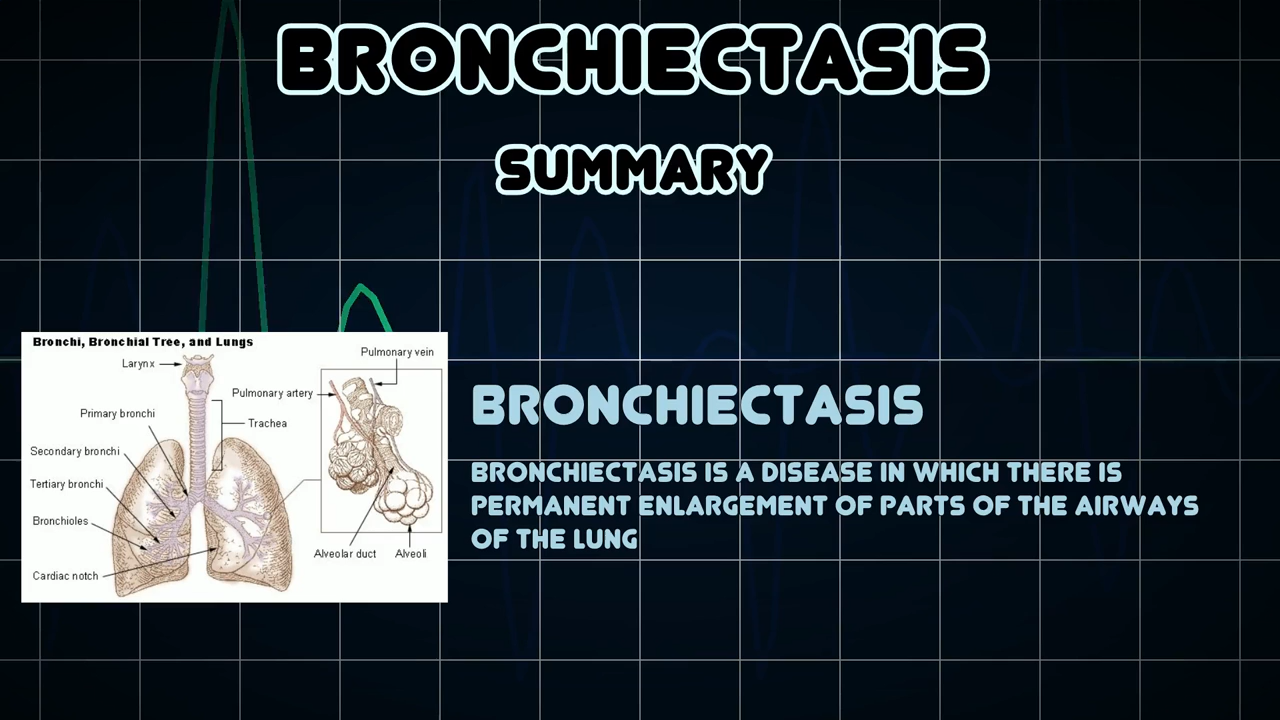 BRONCHIECTASIS
SUMMARY
Bronchi, Bronchial Tree, and Lungs
Larynx
Pulmonary vein
Pulmonary artery
Primary bronchi
Trachea
Secondary bronchi
Tertiary bronchi
Bronchioles
Alveolar duct
Alveoli
Cardiac notch
BRONCHIECTASIS
BRONCHIECTASIS IS A DISEASE IN WHICH THERE IS
PERMANENT ENLARGEMENT OF PARTS OF THE AIRWAYS
OF THE LUNG